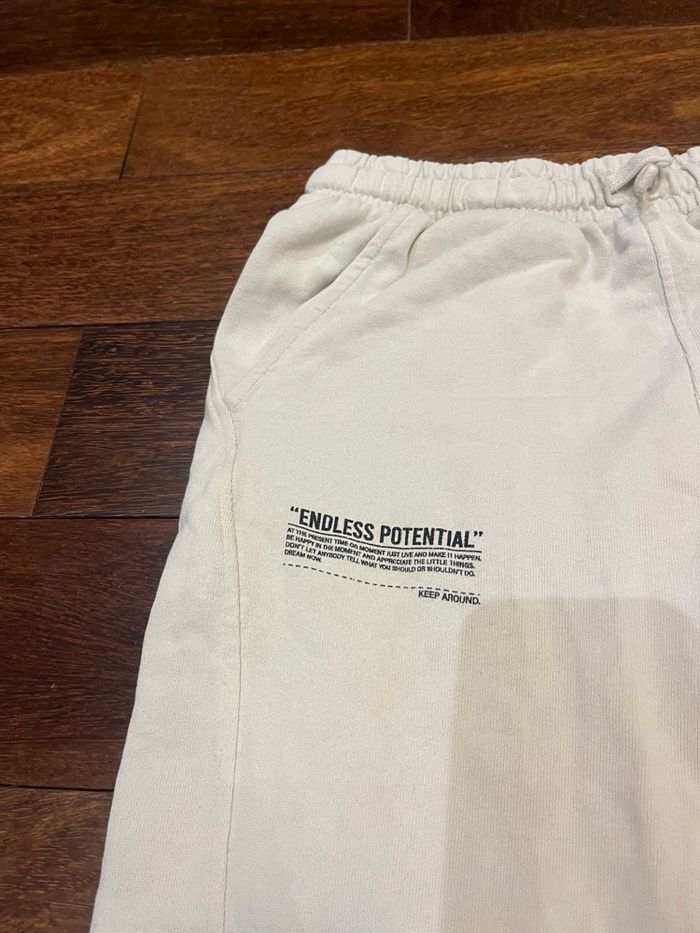 “ENDLESS POTENTIAL”
AT THE PRESENT TIME OR MOMENT JUST LIVE AND MAKE IT HAPPEN.
BE HAPPY IN THE MOMENT AND APPRECIATE THE LITTLE THINGS.
DON'T LET ANYBODY TELL WHAT YOU SHOULD OR SHOULDN'T DO.
DREAM NOW.
KEEP AROUND.